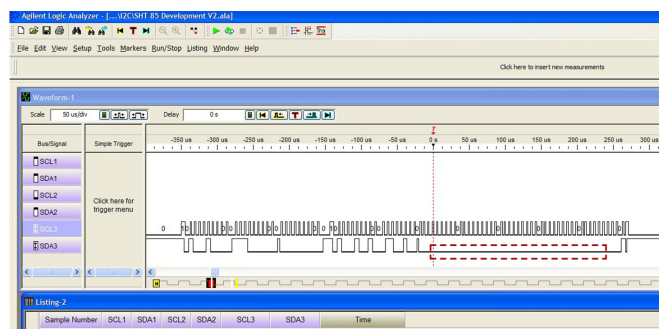 Agilent Logic Analyzer - [...\I2C\SHT 85 Development V2.ala]
File Edit View Setup Tools Markers Run/Stop Listing Window Help
Click here to insert new measurements
Waveform-1
Scale 50 us/div Delay 0 s
Bus/Signal Simple Trigger -350 us -300 us -250 us -200 us -150 us -100 us -50 us 0 s 50 us 100 us 150 us 200 us 250 us 300 us
SCL1
SDA1
SCL2
SDA2
SCL3
SDA3
Click here for
trigger menu
Listing-2
Sample Number SCL1 SDA1 SCL2 SDA2 SCL3 SDA3 Time